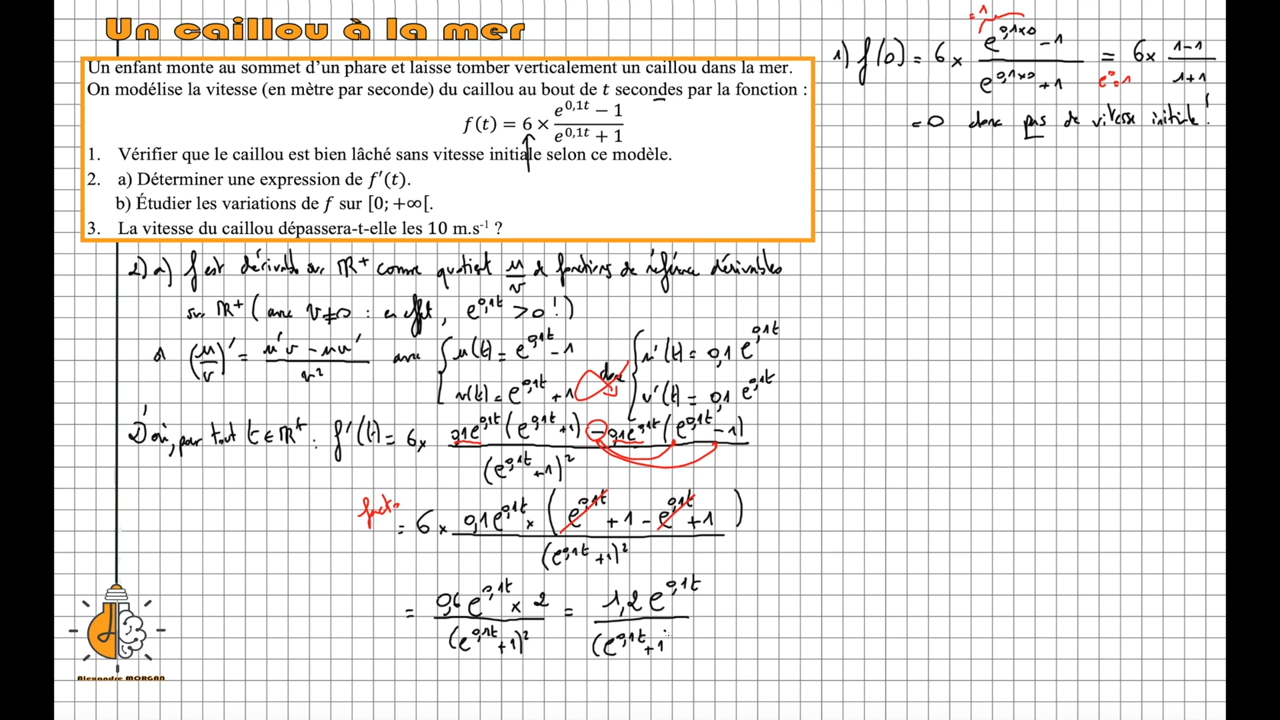 Un caillou à la mer
Un enfant monte au sommet d'un phare et laisse tomber verticalement un caillou dans la mer.
On modélise la vitesse (en mètre par seconde) du caillou au bout de t secondes par la fonction :
f(t) = 6 × (e^{0,1t} − 1)/(e^{0,1t} + 1)
1. Vérifier que le caillou est bien lâché sans vitesse initiale selon ce modèle.
2. a) Déterminer une expression de f′(t).
b) Étudier les variations de f sur [0; +∞[.
3. La vitesse du caillou dépassera-t-elle les 10 m.s⁻¹ ?
= 1
1) f(0) = 6 × (e^{0,1×0} − 1)/(e^{0,1×0} + 1) = 6 × (1−1)/(1+1)
e⁰=1
= 0 donc pas de vitesse initiale !
2) a) f est dérivable sur ℝ⁺ comme quotient u/v de fonctions de référence dérivables
sur ℝ⁺ (avec v≠0 : en effet, e^{0,1t} > 0 !)
(u/v)′ = (u′v − uv′)/v² avec { u(t) = e^{0,1t} − 1 donc { u′(t) = 0,1 e^{0,1t}
v(t) = e^{0,1t} + 1 v′(t) = 0,1 e^{0,1t}
D'où, pour tout t ∈ ℝ⁺ : f′(t) = 6 × (0,1e^{0,1t}(e^{0,1t} + 1) − 0,1e^{0,1t}(e^{0,1t} − 1))/(e^{0,1t} + 1)²
facto
= 6 × (0,1e^{0,1t} × (e^{0,1t} + 1 − e^{0,1t} + 1))/(e^{0,1t} + 1)²
= (0,6e^{0,1t} × 2)/(e^{0,1t} + 1)² = (1,2e^{0,1t})/(e^{0,1t} + 1
Alexandre MORGAN